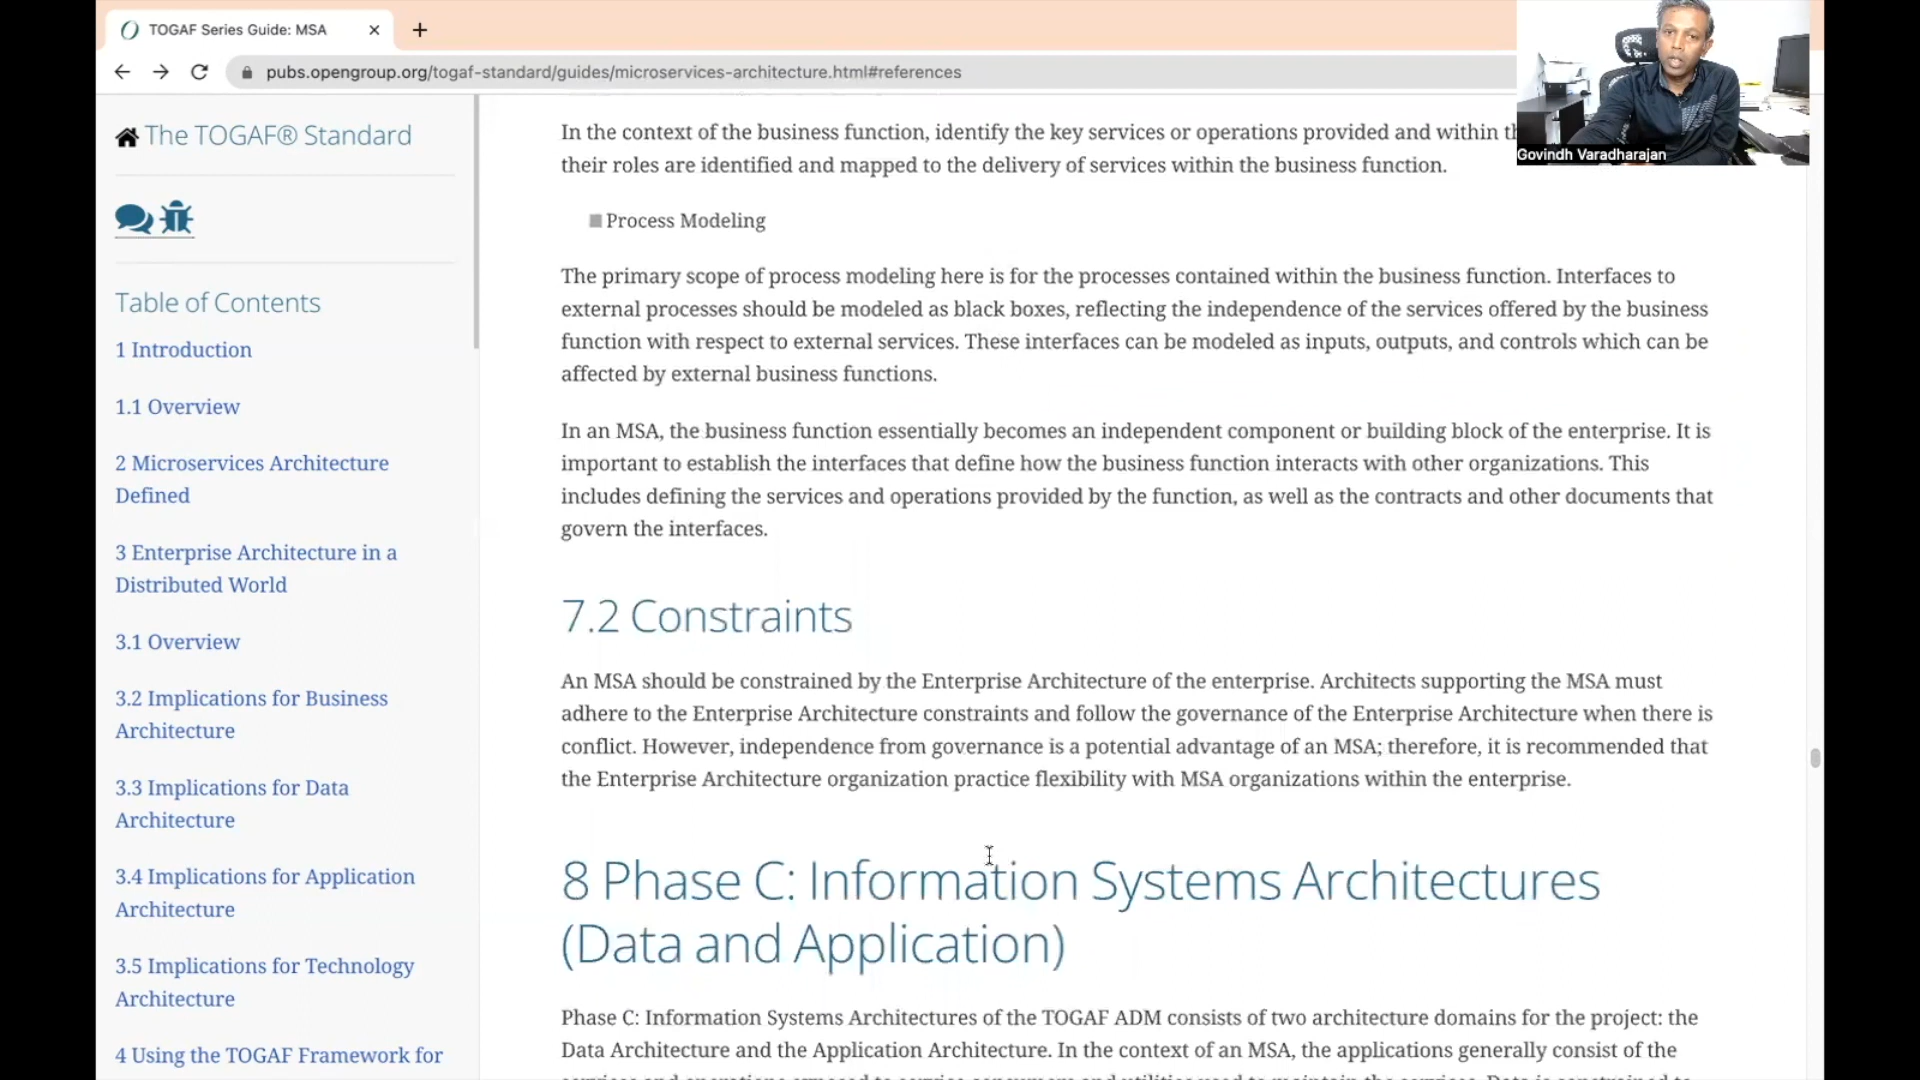 TOGAF Series Guide: MSA
pubs.opengroup.org/togaf-standard/guides/microservices-architecture.html#references
Govindh Varadharajan
The TOGAF® Standard
Table of Contents
1 Introduction
1.1 Overview
2 Microservices Architecture
Defined
3 Enterprise Architecture in a
Distributed World
3.1 Overview
3.2 Implications for Business
Architecture
3.3 Implications for Data
Architecture
3.4 Implications for Application
Architecture
3.5 Implications for Technology
Architecture
4 Using the TOGAF Framework for
In the context of the business function, identify the key services or operations provided and within
their roles are identified and mapped to the delivery of services within the business function.
Process Modeling
The primary scope of process modeling here is for the processes contained within the business function. Interfaces to
external processes should be modeled as black boxes, reflecting the independence of the services offered by the business
function with respect to external services. These interfaces can be modeled as inputs, outputs, and controls which can be
affected by external business functions.
In an MSA, the business function essentially becomes an independent component or building block of the enterprise. It is
important to establish the interfaces that define how the business function interacts with other organizations. This
includes defining the services and operations provided by the function, as well as the contracts and other documents that
govern the interfaces.
7.2 Constraints
An MSA should be constrained by the Enterprise Architecture of the enterprise. Architects supporting the MSA must
adhere to the Enterprise Architecture constraints and follow the governance of the Enterprise Architecture when there is
conflict. However, independence from governance is a potential advantage of an MSA; therefore, it is recommended that
the Enterprise Architecture organization practice flexibility with MSA organizations within the enterprise.
8 Phase C: Information Systems Architectures
(Data and Application)
Phase C: Information Systems Architectures of the TOGAF ADM consists of two architecture domains for the project: the
Data Architecture and the Application Architecture. In the context of an MSA, the applications generally consist of the